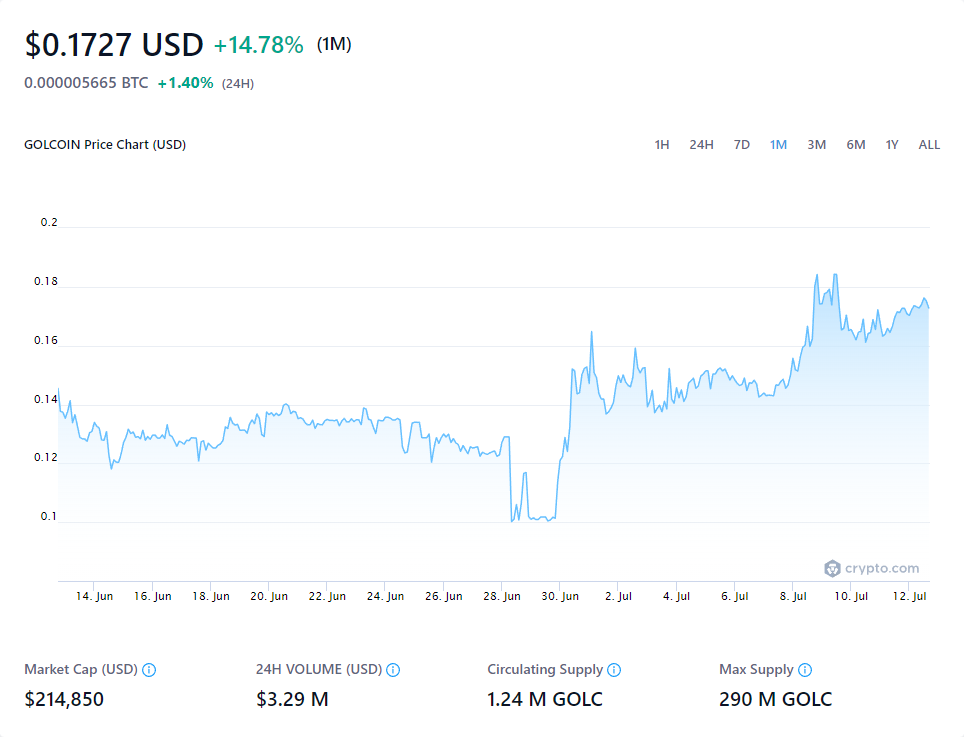 $0.1727 USD +14.78% (1M)
0.000005665 BTC +1.40% (24H)
GOLCOIN Price Chart (USD) 1H 24H 7D 1M 3M 6M 1Y ALL
0.2
0.18
0.16
0.14
0.12
0.1
crypto.com
14. Jun 16. Jun 18. Jun 20. Jun 22. Jun 24. Jun 26. Jun 28. Jun 30. Jun 2. Jul 4. Jul 6. Jul 8. Jul 10. Jul 12. Jul
Market Cap (USD) 24H VOLUME (USD) Circulating Supply Max Supply
$214,850 $3.29 M 1.24 M GOLC 290 M GOLC